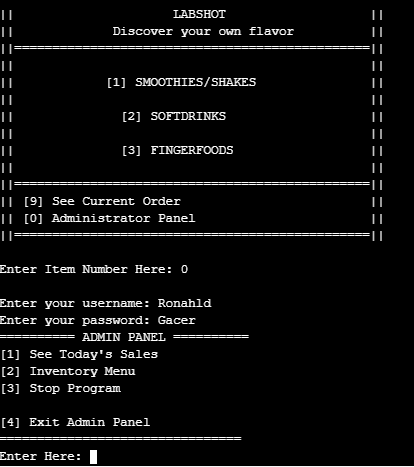 ||                     LABSHOT                   ||
||             Discover your own flavor          ||
||===============================================||
||                                               ||
||            [1] SMOOTHIES/SHAKES               ||
||                                               ||
||              [2] SOFTDRINKS                   ||
||                                               ||
||              [3] FINGERFOODS                  ||
||                                               ||
||===============================================||
|| [9] See Current Order                         ||
|| [0] Administrator Panel                       ||
||===============================================||
Enter Item Number Here: 0
Enter your username: Ronahld
Enter your password: Gacer
========== ADMIN PANEL ==========
[1] See Today's Sales
[2] Inventory Menu
[3] Stop Program
[4] Exit Admin Panel
================================
Enter Here: